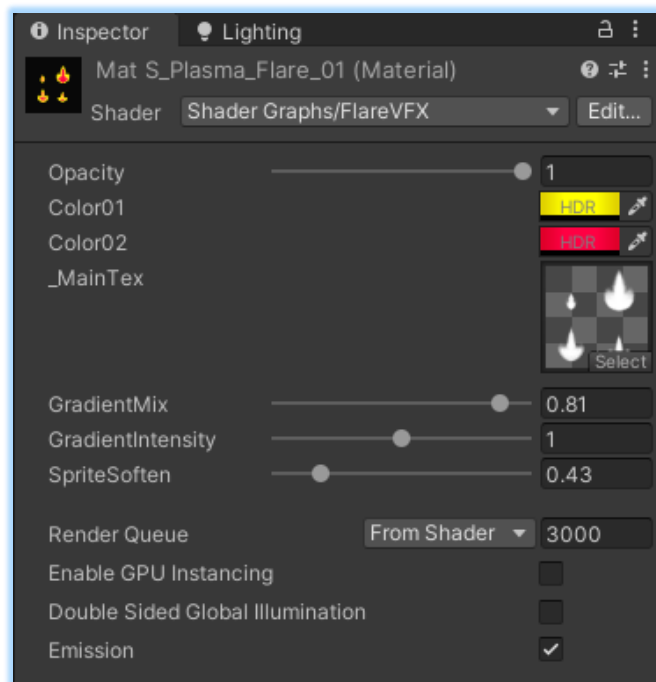 Inspector Lighting
Mat S_Plasma_Flare_01 (Material)
Shader Shader Graphs/FlareVFX Edit...
Opacity 1
Color01 HDR
Color02 HDR
_MainTex
Select
GradientMix 0.81
GradientIntensity 1
SpriteSoften 0.43
Render Queue From Shader 3000
Enable GPU Instancing
Double Sided Global Illumination
Emission